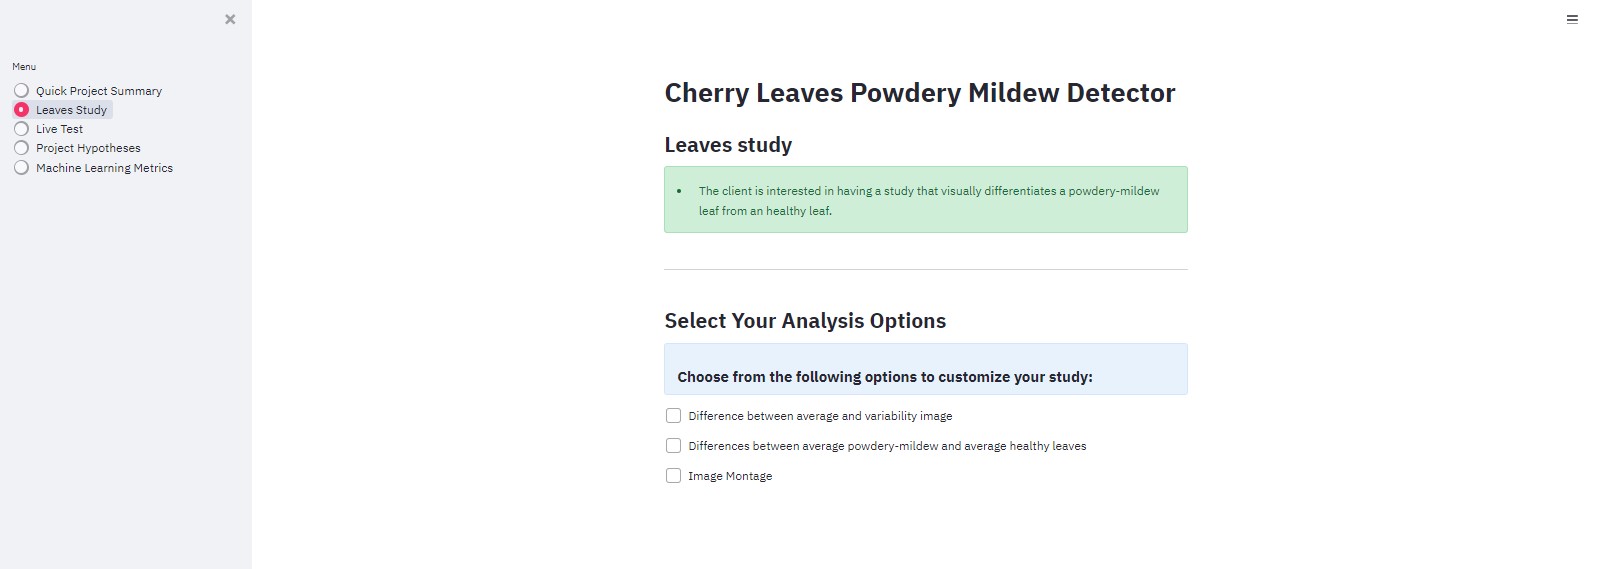 Menu
Quick Project Summary
Leaves Study
Live Test
Project Hypotheses
Machine Learning Metrics
Cherry Leaves Powdery Mildew Detector
Leaves study
• The client is interested in having a study that visually differentiates a powdery-mildew
leaf from an healthy leaf.
Select Your Analysis Options
Choose from the following options to customize your study:
Difference between average and variability image
Differences between average powdery-mildew and average healthy leaves
Image Montage